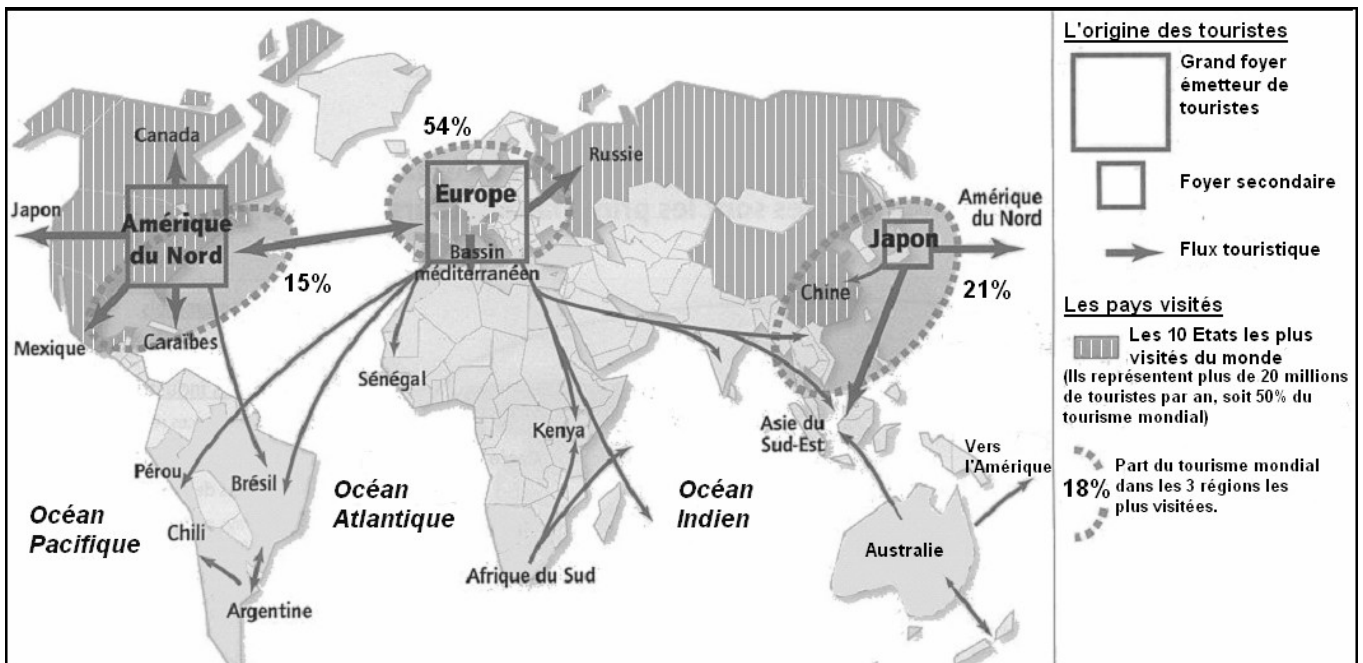 Canada
Japon
Amérique
du Nord
Mexique
Caraïbes
15%
54%
Europe
Bassin
méditerranéen
Russie
Japon
Chine
21%
Amérique
du Nord
Sénégal
Kenya
Asie du
Sud-Est
Vers
l'Amérique
Pérou
Brésil
Chili
Argentine
Océan
Pacifique
Océan
Atlantique
Océan
Indien
Afrique du Sud
Australie
L'origine des touristes
Grand foyer
émetteur de
touristes
Foyer secondaire
Flux touristique
Les pays visités
Les 10 Etats les plus
visités du monde
(Ils représentent plus de 20 millions
de touristes par an, soit 50% du
tourisme mondial)
18%
Part du tourisme mondial
dans les 3 régions les
plus visitées.